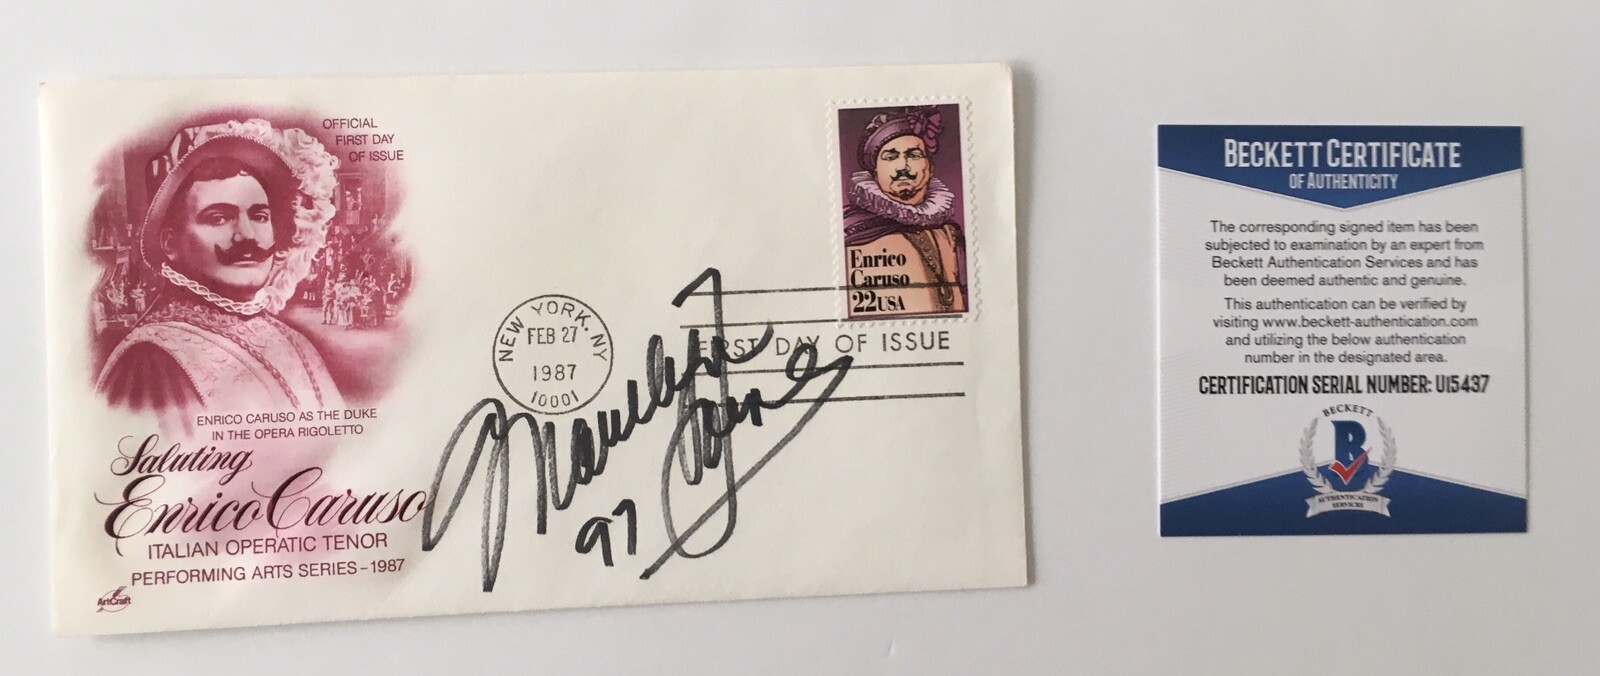 OFFICIAL
FIRST DAY
OF ISSUE
ENRICO CARUSO AS THE DUKE
IN THE OPERA RIGOLETTO
Saluting
Enrico Caruso
ITALIAN OPERATIC TENOR
PERFORMING ARTS SERIES-1987
ArtCraft
NEW YORK, NY
FEB 27
1987
10001
Enrico
Caruso
22USA
FIRST DAY OF ISSUE
Marilyn
Horne
97
BECKETT CERTIFICATE
OF AUTHENTICITY
The corresponding signed item has been
subjected to examination by an expert from
Beckett Authentication Services and has
been deemed authentic and genuine.
This authentication can be verified by
visiting www.beckett-authentication.com
and utilizing the below authentication
number in the designated area.
CERTIFICATION SERIAL NUMBER: U15437
BECKETT
B
AUTHENTICATION
SERVICES